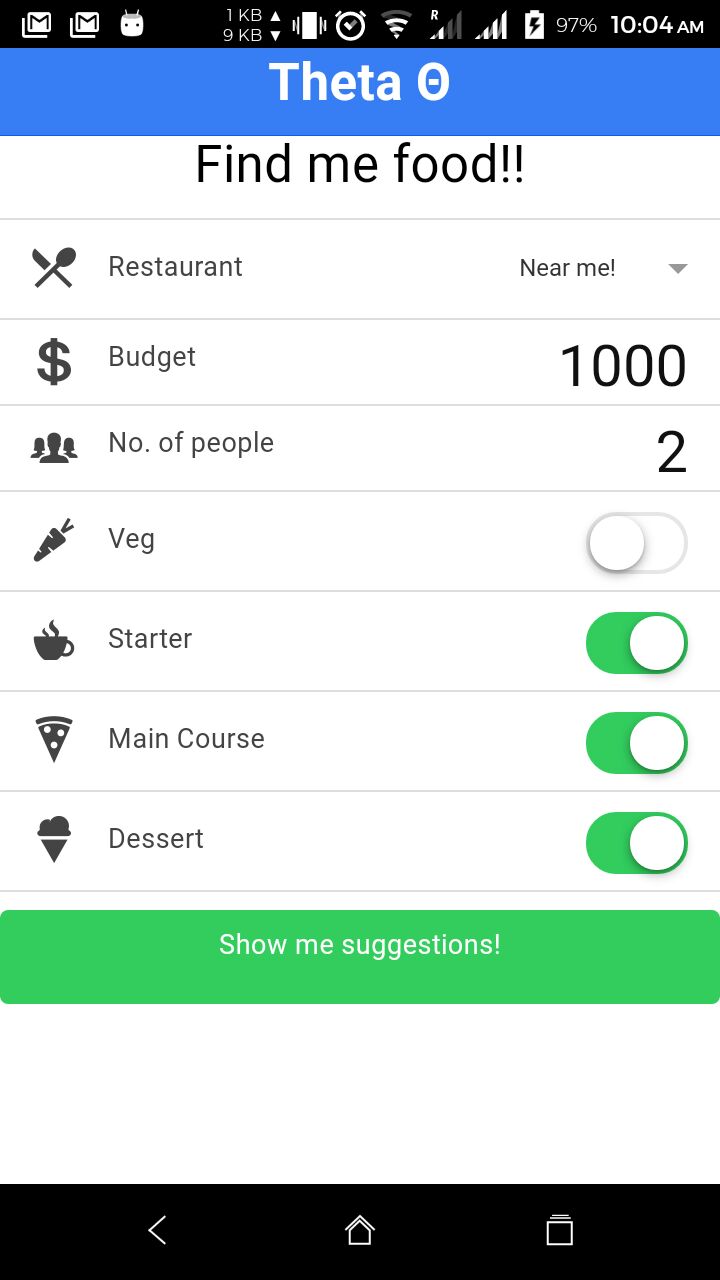 1 KB ▲
9 KB ▼
R
97% 10:04 AM
Theta Θ
Find me food!!
Restaurant Near me!
$ Budget 1000
No. of people 2
Veg
Starter
Main Course
Dessert
Show me suggestions!